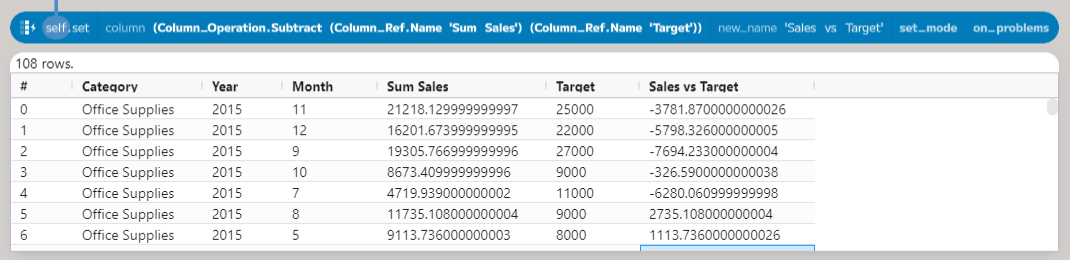 self.set column (Column_Operation.Subtract (Column_Ref.Name 'Sum Sales') (Column_Ref.Name 'Target')) new_name 'Sales vs Target' set_mode on_problems
108 rows.
# Category Year Month Sum Sales Target Sales vs Target
0 Office Supplies 2015 11 21218.129999999997 25000 -3781.8700000000026
1 Office Supplies 2015 12 16201.673999999995 22000 -5798.326000000005
2 Office Supplies 2015 9 19305.766999999996 27000 -7694.233000000004
3 Office Supplies 2015 10 8673.409999999996 9000 -326.5900000000038
4 Office Supplies 2015 7 4719.939000000002 11000 -6280.060999999998
5 Office Supplies 2015 8 11735.108000000004 9000 2735.108000000004
6 Office Supplies 2015 5 9113.736000000003 8000 1113.7360000000026